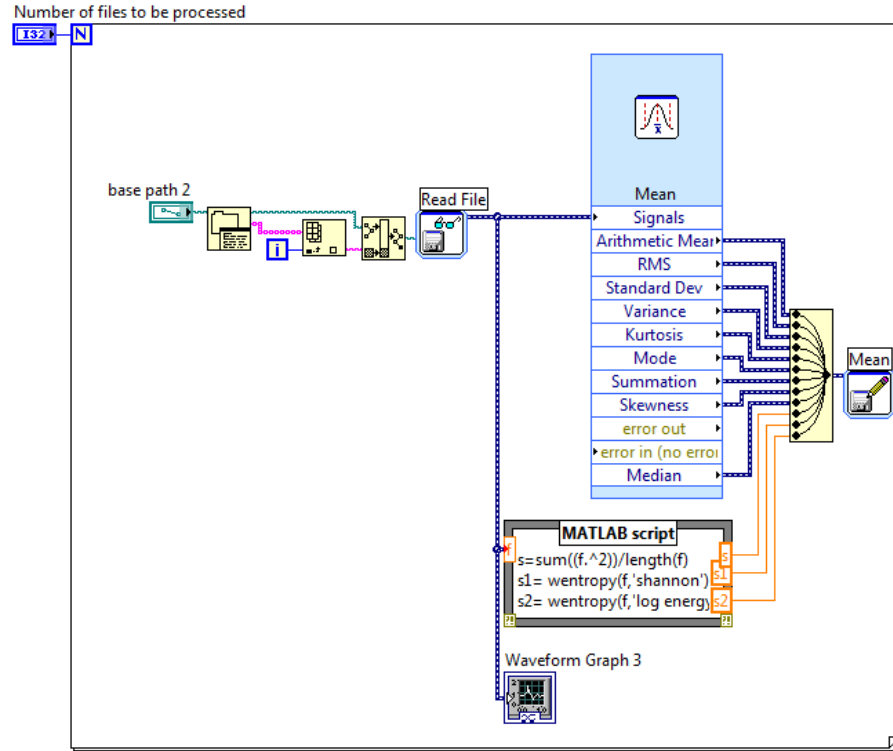 Number of files to be processed
I32
N
base path 2
i
Read File
Mean
Signals
Arithmetic Mear
RMS
Standard Dev
Variance
Kurtosis
Mode
Summation
Skewness
error out
error in (no error
Median
Mean
MATLAB script
f
s=sum((f.^2))/length(f)
s1= wentropy(f,'shannon')
s2= wentropy(f,'log energy
s
s1
s2
Waveform Graph 3